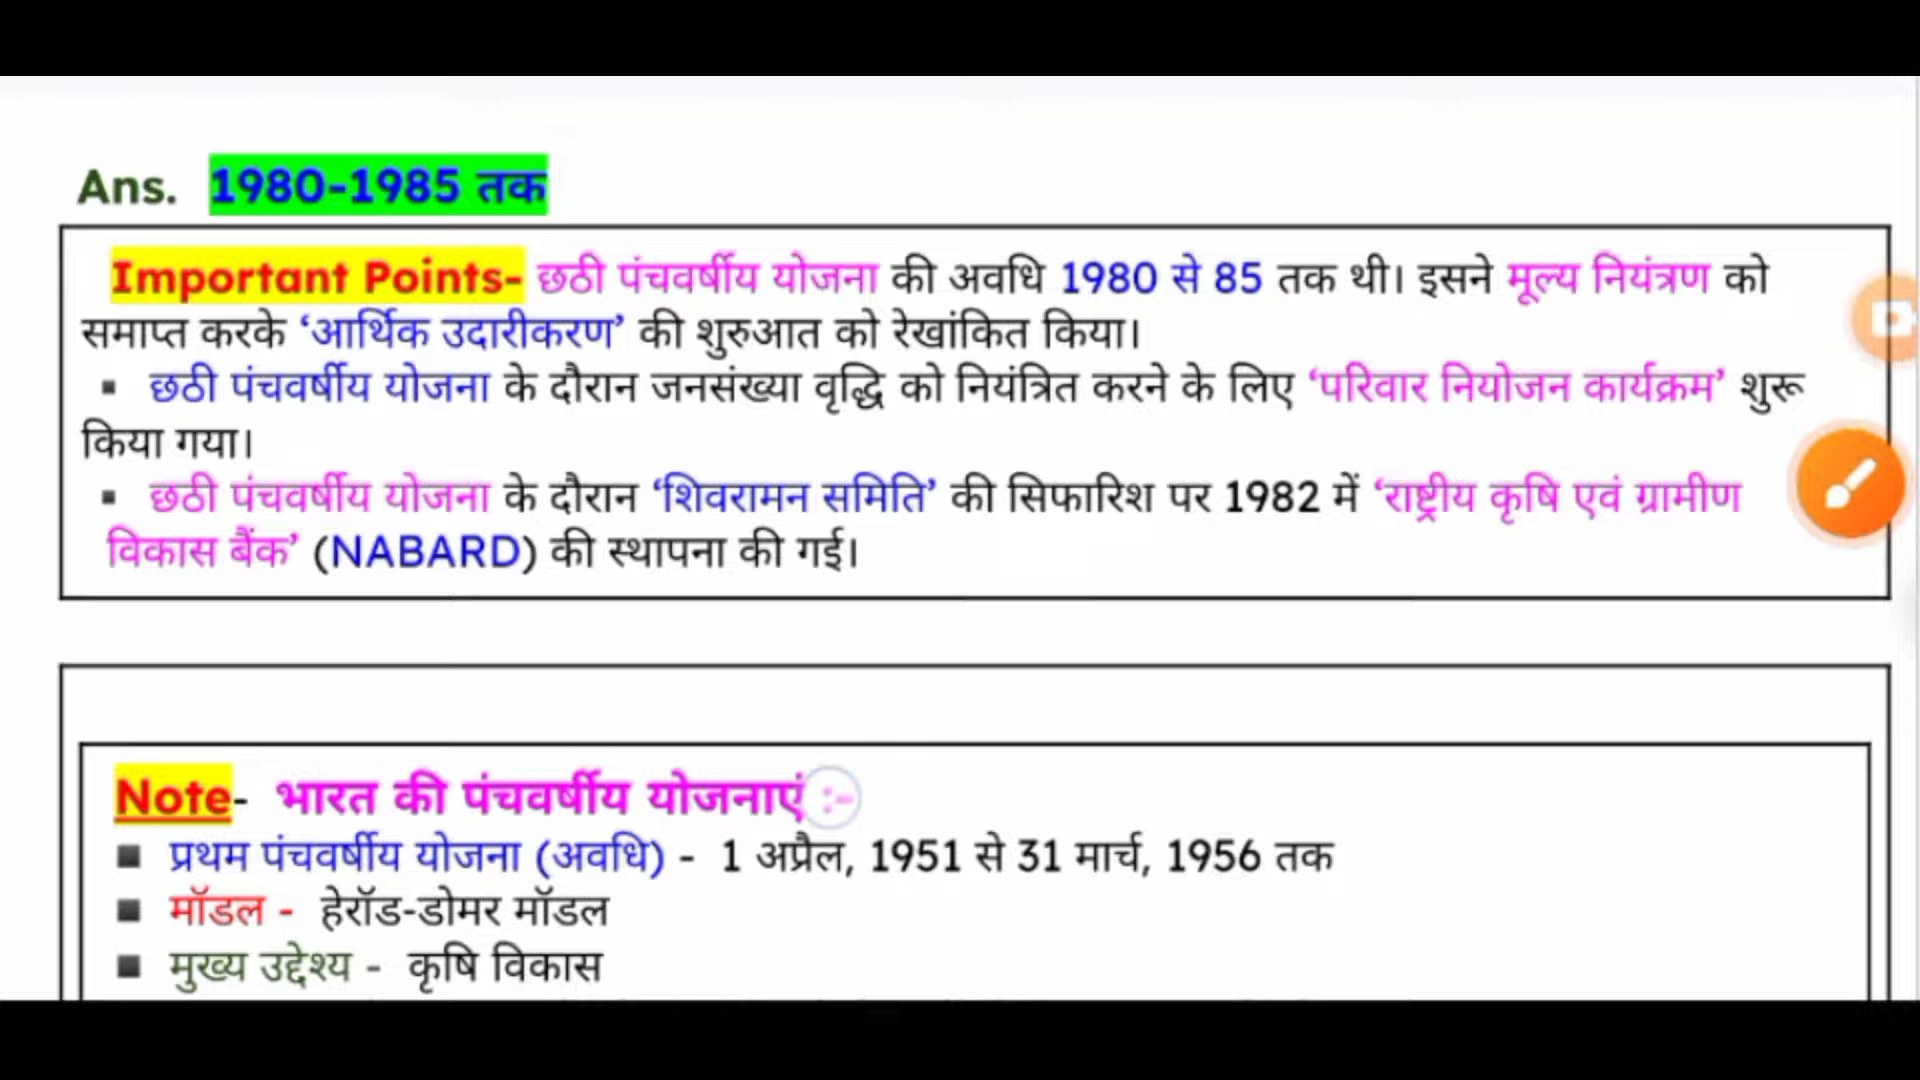 Ans. 1980-1985 तक
Important Points- छठी पंचवर्षीय योजना की अवधि 1980 से 85 तक थी। इसने मूल्य नियंत्रण को
समाप्त करके ‘आर्थिक उदारीकरण’ की शुरुआत को रेखांकित किया।
▪ छठी पंचवर्षीय योजना के दौरान जनसंख्या वृद्धि को नियंत्रित करने के लिए ‘परिवार नियोजन कार्यक्रम’ शुरू
किया गया।
▪ छठी पंचवर्षीय योजना के दौरान ‘शिवरामन समिति’ की सिफारिश पर 1982 में ‘राष्ट्रीय कृषि एवं ग्रामीण
विकास बैंक’ (NABARD) की स्थापना की गई।
Note- भारत की पंचवर्षीय योजनाएं :-
■ प्रथम पंचवर्षीय योजना (अवधि) - 1 अप्रैल, 1951 से 31 मार्च, 1956 तक
■ मॉडल - हेरॉड-डोमर मॉडल
■ मुख्य उद्देश्य - कृषि विकास